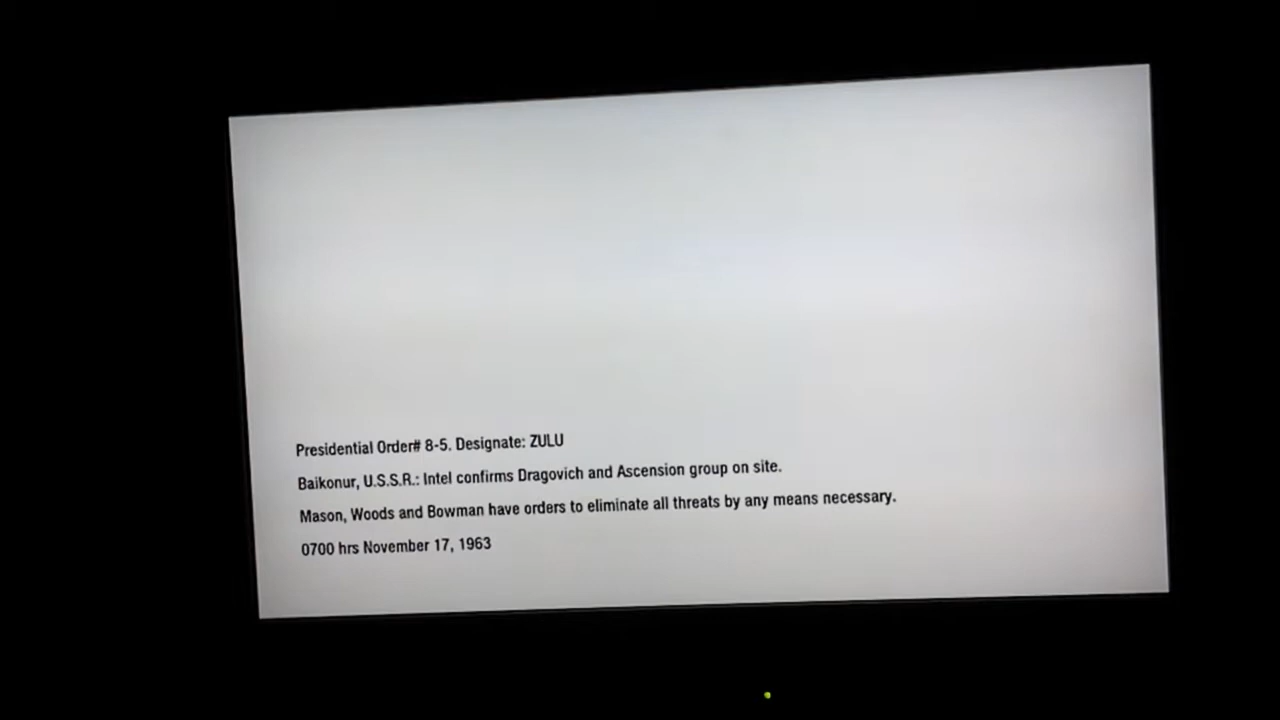 Presidential Order# 8-5. Designate: ZULU
Baikonur, U.S.S.R.: Intel confirms Dragovich and Ascension group on site.
Mason, Woods and Bowman have orders to eliminate all threats by any means necessary.
0700 hrs November 17, 1963